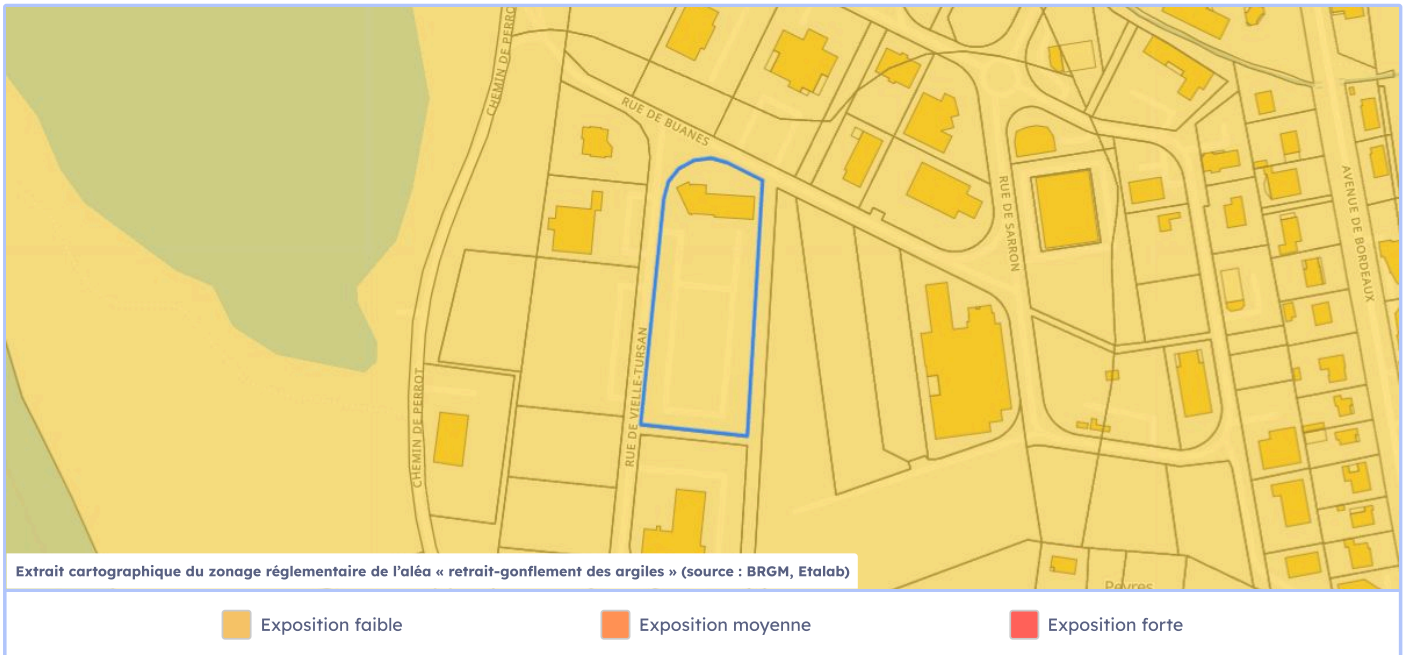 CHEMIN DE PERRO
RUE DE BUANES
RUE DE SARRON
AVENUE DE BORDEAUX
RUE DE VIELLE-TURSAN
CHEMIN DE PERROT
Extrait cartographique du zonage réglementaire de l'aléa « retrait-gonflement des argiles » (source : BRGM, Etalab)
Peyres
Exposition faible
Exposition moyenne
Exposition forte